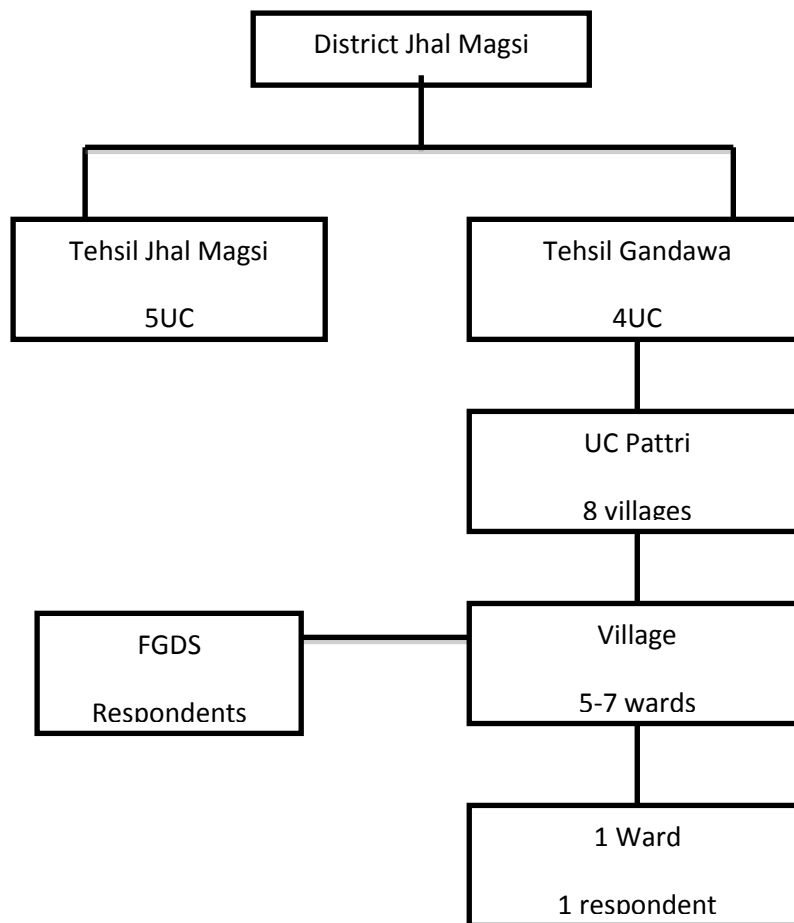 District Jhal Magsi
Tehsil Jhal Magsi
5UC
Tehsil Gandawa
4UC
UC Pattri
8 villages
FGDS
Respondents
Village
5-7 wards
1 Ward
1 respondent